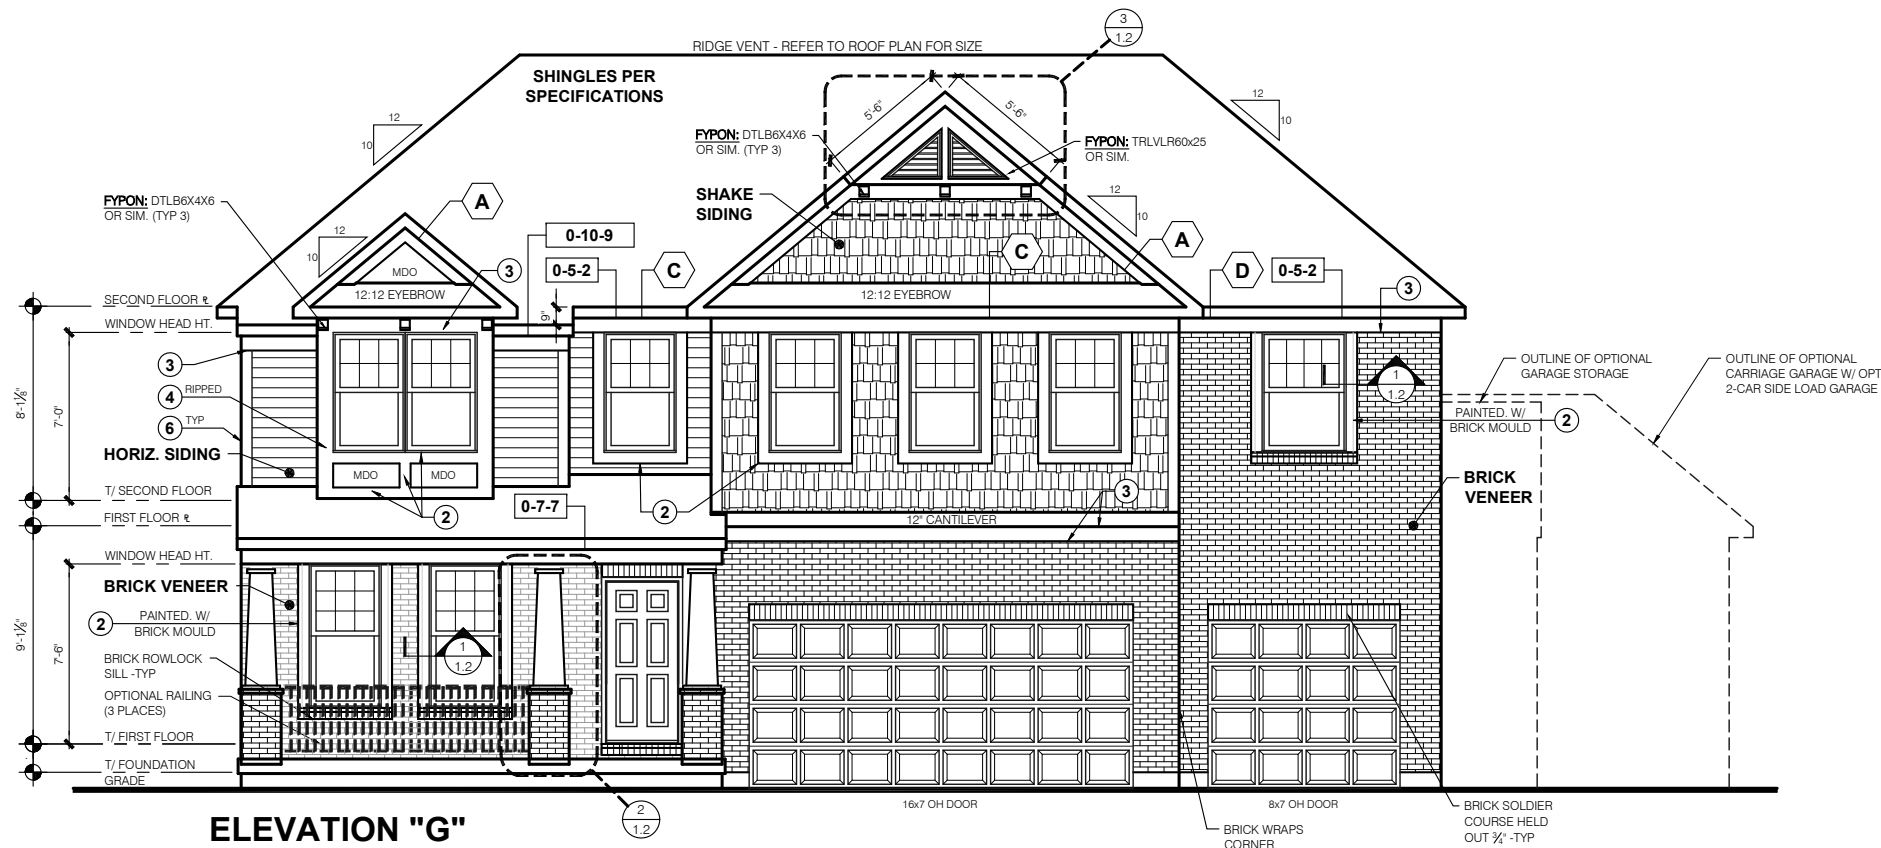 3
1.2
RIDGE VENT - REFER TO ROOF PLAN FOR SIZE
SHINGLES PER
SPECIFICATIONS
12
10
12
10
5'-6"
5'-6"
FYPON: DTLB6X4X6
OR SIM. (TYP 3)
FYPON: TRLVLR60x25
OR SIM.
SHAKE
SIDING
12
10
FYPON: DTLB6X4X6
OR SIM. (TYP 3)
A
12
10
0-10-9
0-5-2
C
C
A
D
0-5-2
MDO
3
12:12 EYEBROW
12:12 EYEBROW
3
SECOND FLOOR ℄
9"
WINDOW HEAD HT.
3
4
RIPPED
6
TYP
HORIZ. SIDING
8'-1⅛"
7'-0"
MDO
MDO
2
2
1
1.2
PAINTED. W/
BRICK MOULD
2
OUTLINE OF OPTIONAL
GARAGE STORAGE
OUTLINE OF OPTIONAL
CARRIAGE GARAGE W/ OPT
2-CAR SIDE LOAD GARAGE
BRICK
VENEER
T/ SECOND FLOOR
0-7-7
3
FIRST FLOOR ℄
12" CANTILEVER
WINDOW HEAD HT.
BRICK VENEER
2
PAINTED. W/
BRICK MOULD
9'-1⅛"
7'-6"
1
1.2
BRICK ROWLOCK
SILL -TYP
OPTIONAL RAILING
(3 PLACES)
T/ FIRST FLOOR
T/ FOUNDATION
GRADE
16x7 OH DOOR
8x7 OH DOOR
2
1.2
BRICK WRAPS
CORNER
BRICK SOLDIER
COURSE HELD
OUT ¾" -TYP
ELEVATION "G"